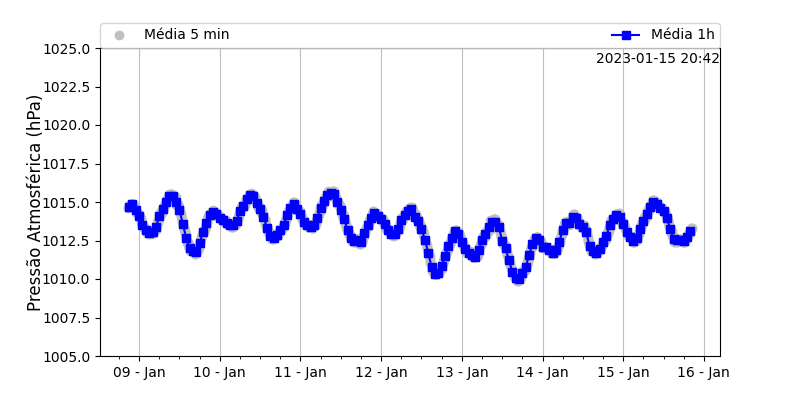 Média 5 min
Média 1h
2023-01-15 20:42
Pressão Atmosférica (hPa)
1025.0
1022.5
1020.0
1017.5
1015.0
1012.5
1010.0
1007.5
1005.0
09 - Jan
10 - Jan
11 - Jan
12 - Jan
13 - Jan
14 - Jan
15 - Jan
16 - Jan